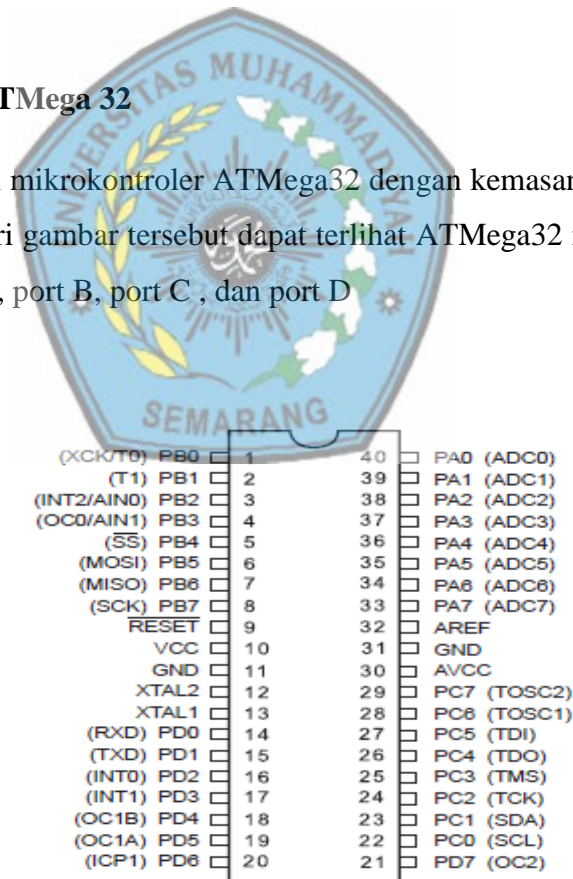 UNIVERSITAS MUHAMMADIYAH
TMega 32
mikrokontroler ATMega32 dengan kemasan
ri gambar tersebut dapat terlihat ATMega32
, port B, port C , dan port D
SEMARANG
(XCK/T0) PB0 1 40 PA0 (ADC0)
(T1) PB1 2 39 PA1 (ADC1)
(INT2/AIN0) PB2 3 38 PA2 (ADC2)
(OC0/AIN1) PB3 4 37 PA3 (ADC3)
(S̅S̅) PB4 5 36 PA4 (ADC4)
(MOSI) PB5 6 35 PA5 (ADC5)
(MISO) PB6 7 34 PA6 (ADC6)
(SCK) PB7 8 33 PA7 (ADC7)
R̅E̅S̅E̅T̅ 9 32 AREF
VCC 10 31 GND
GND 11 30 AVCC
XTAL2 12 29 PC7 (TOSC2)
XTAL1 13 28 PC6 (TOSC1)
(RXD) PD0 14 27 PC5 (TDI)
(TXD) PD1 15 26 PC4 (TDO)
(INT0) PD2 16 25 PC3 (TMS)
(INT1) PD3 17 24 PC2 (TCK)
(OC1B) PD4 18 23 PC1 (SDA)
(OC1A) PD5 19 22 PC0 (SCL)
(ICP1) PD6 20 21 PD7 (OC2)